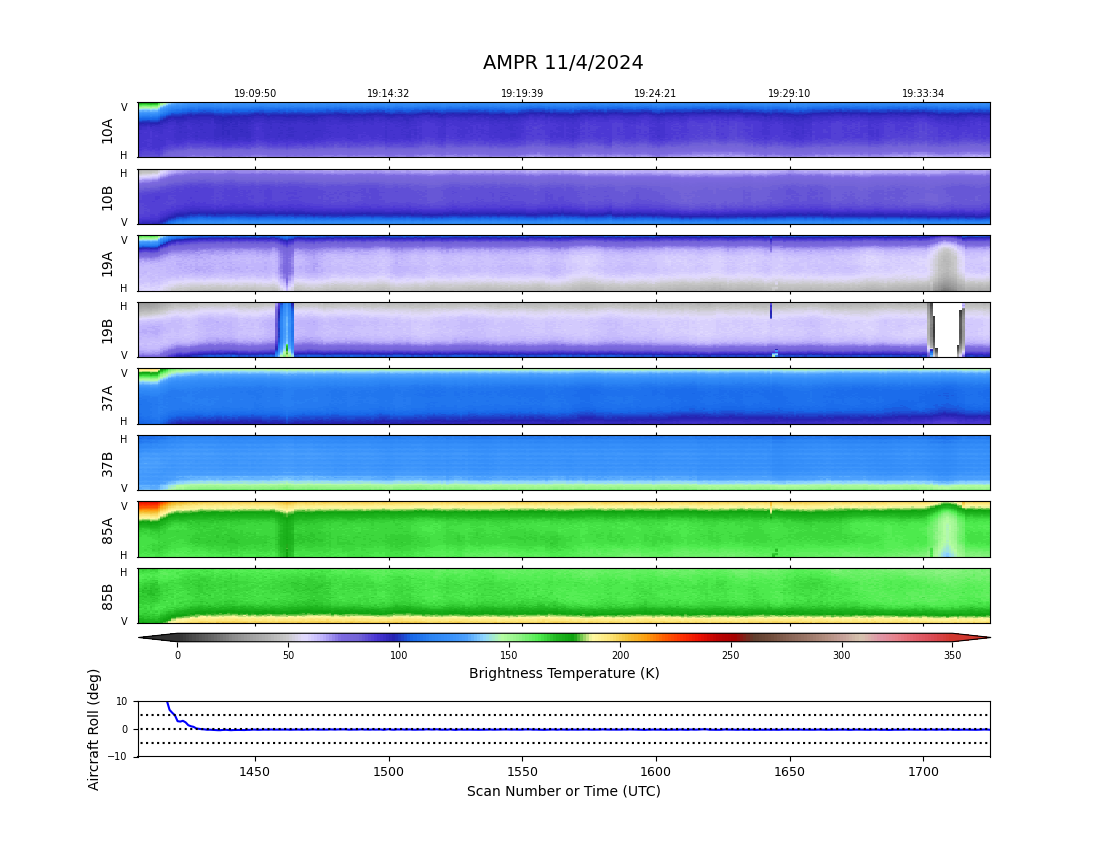 AMPR 11/4/2024
19:09:50 19:14:32 19:19:39 19:24:21 19:29:10 19:33:34
V
10A
H
H
10B
V
V
19A
H
H
19B
V
V
37A
H
H
37B
V
V
85A
H
H
85B
V
0 50 100 150 200 250 300 350
Brightness Temperature (K)
Aircraft Roll (deg)
10
0
−10
1450 1500 1550 1600 1650 1700
Scan Number or Time (UTC)